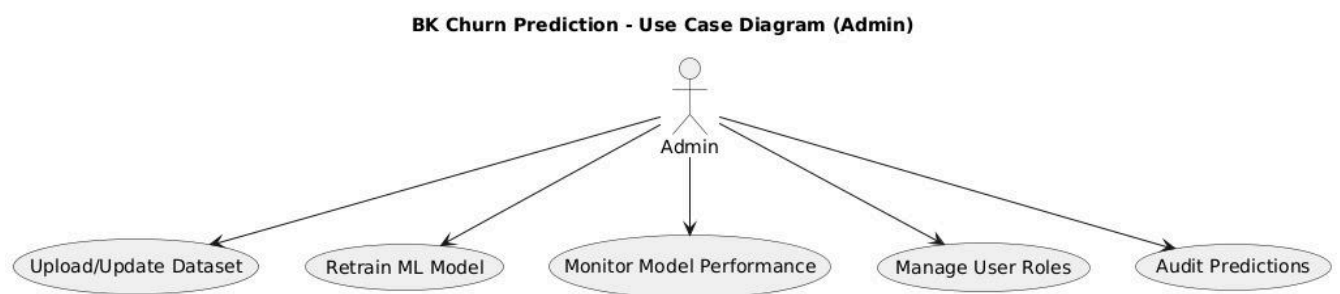 BK Churn Prediction - Use Case Diagram (Admin)
Admin
Upload/Update Dataset
Retrain ML Model
Monitor Model Performance
Manage User Roles
Audit Predictions